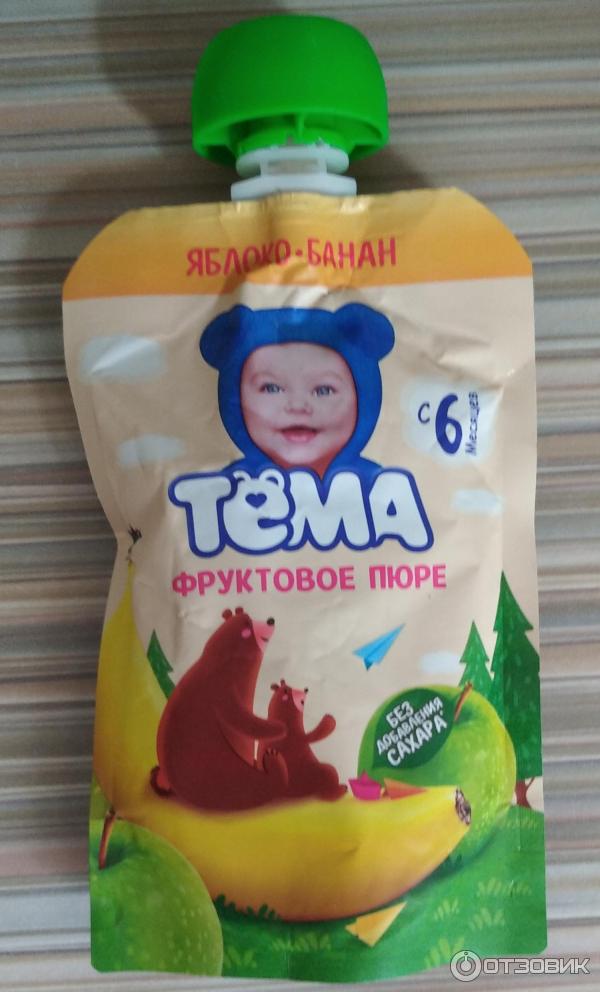 ЯБЛОКО•БАНАН
с 6 Месяцев
ТЁМА
ФРУКТОВОЕ ПЮРЕ
БЕЗ
ДОБАВЛЕНИЯ
САХАРА
ОТЗОВИК